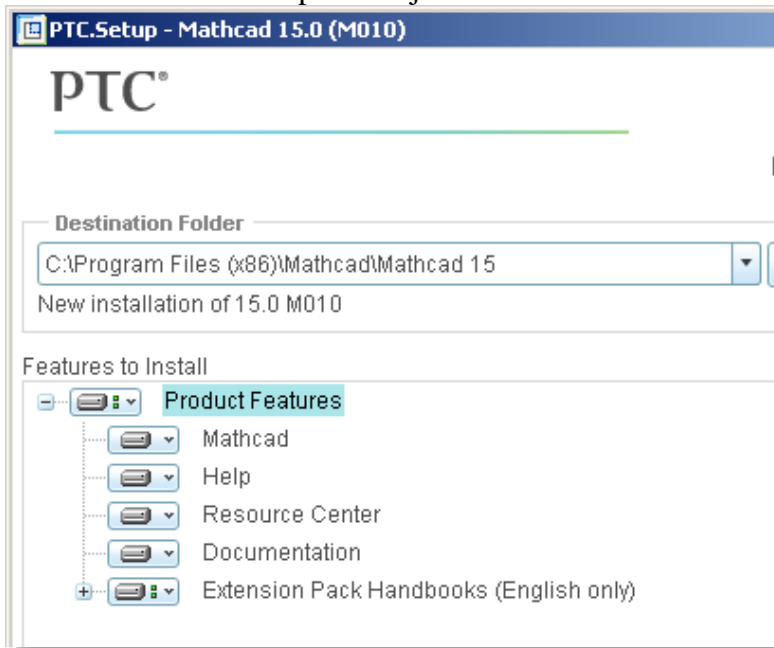 PTC.Setup - Mathcad 15.0 (M010)
PTC®
Destination Folder
C:\Program Files (x86)\Mathcad\Mathcad 15
New installation of 15.0 M010
Features to Install
Product Features
Mathcad
Help
Resource Center
Documentation
Extension Pack Handbooks (English only)